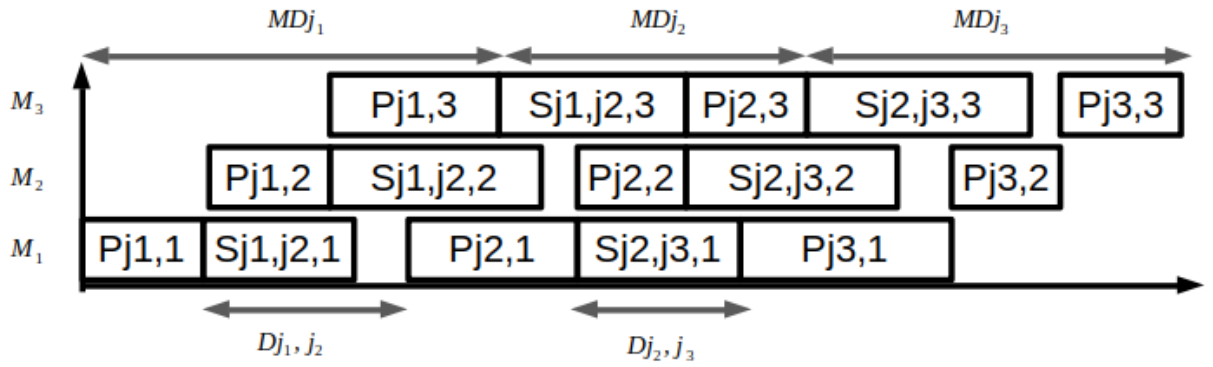 MDj₁ MDj₂ MDj₃
M₃ Pj1,3 Sj1,j2,3 Pj2,3 Sj2,j3,3 Pj3,3
M₂ Pj1,2 Sj1,j2,2 Pj2,2 Sj2,j3,2 Pj3,2
M₁ Pj1,1 Sj1,j2,1 Pj2,1 Sj2,j3,1 Pj3,1
Dj₁, j₂ Dj₂, j₃